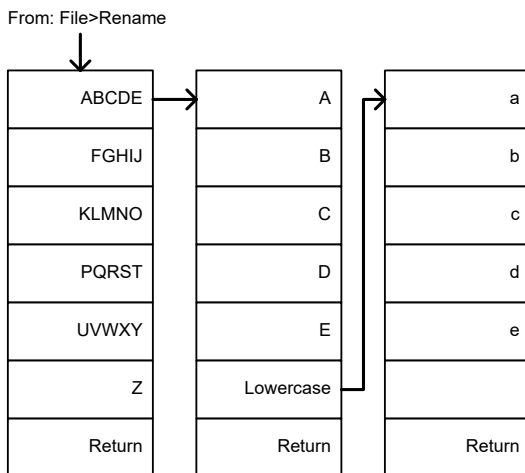 From: File>Rename
ABCDE
FGHIJ
KLMNO
PQRST
UVWXY
Z
Return
A
B
C
D
E
Lowercase
Return
a
b
c
d
e
Return